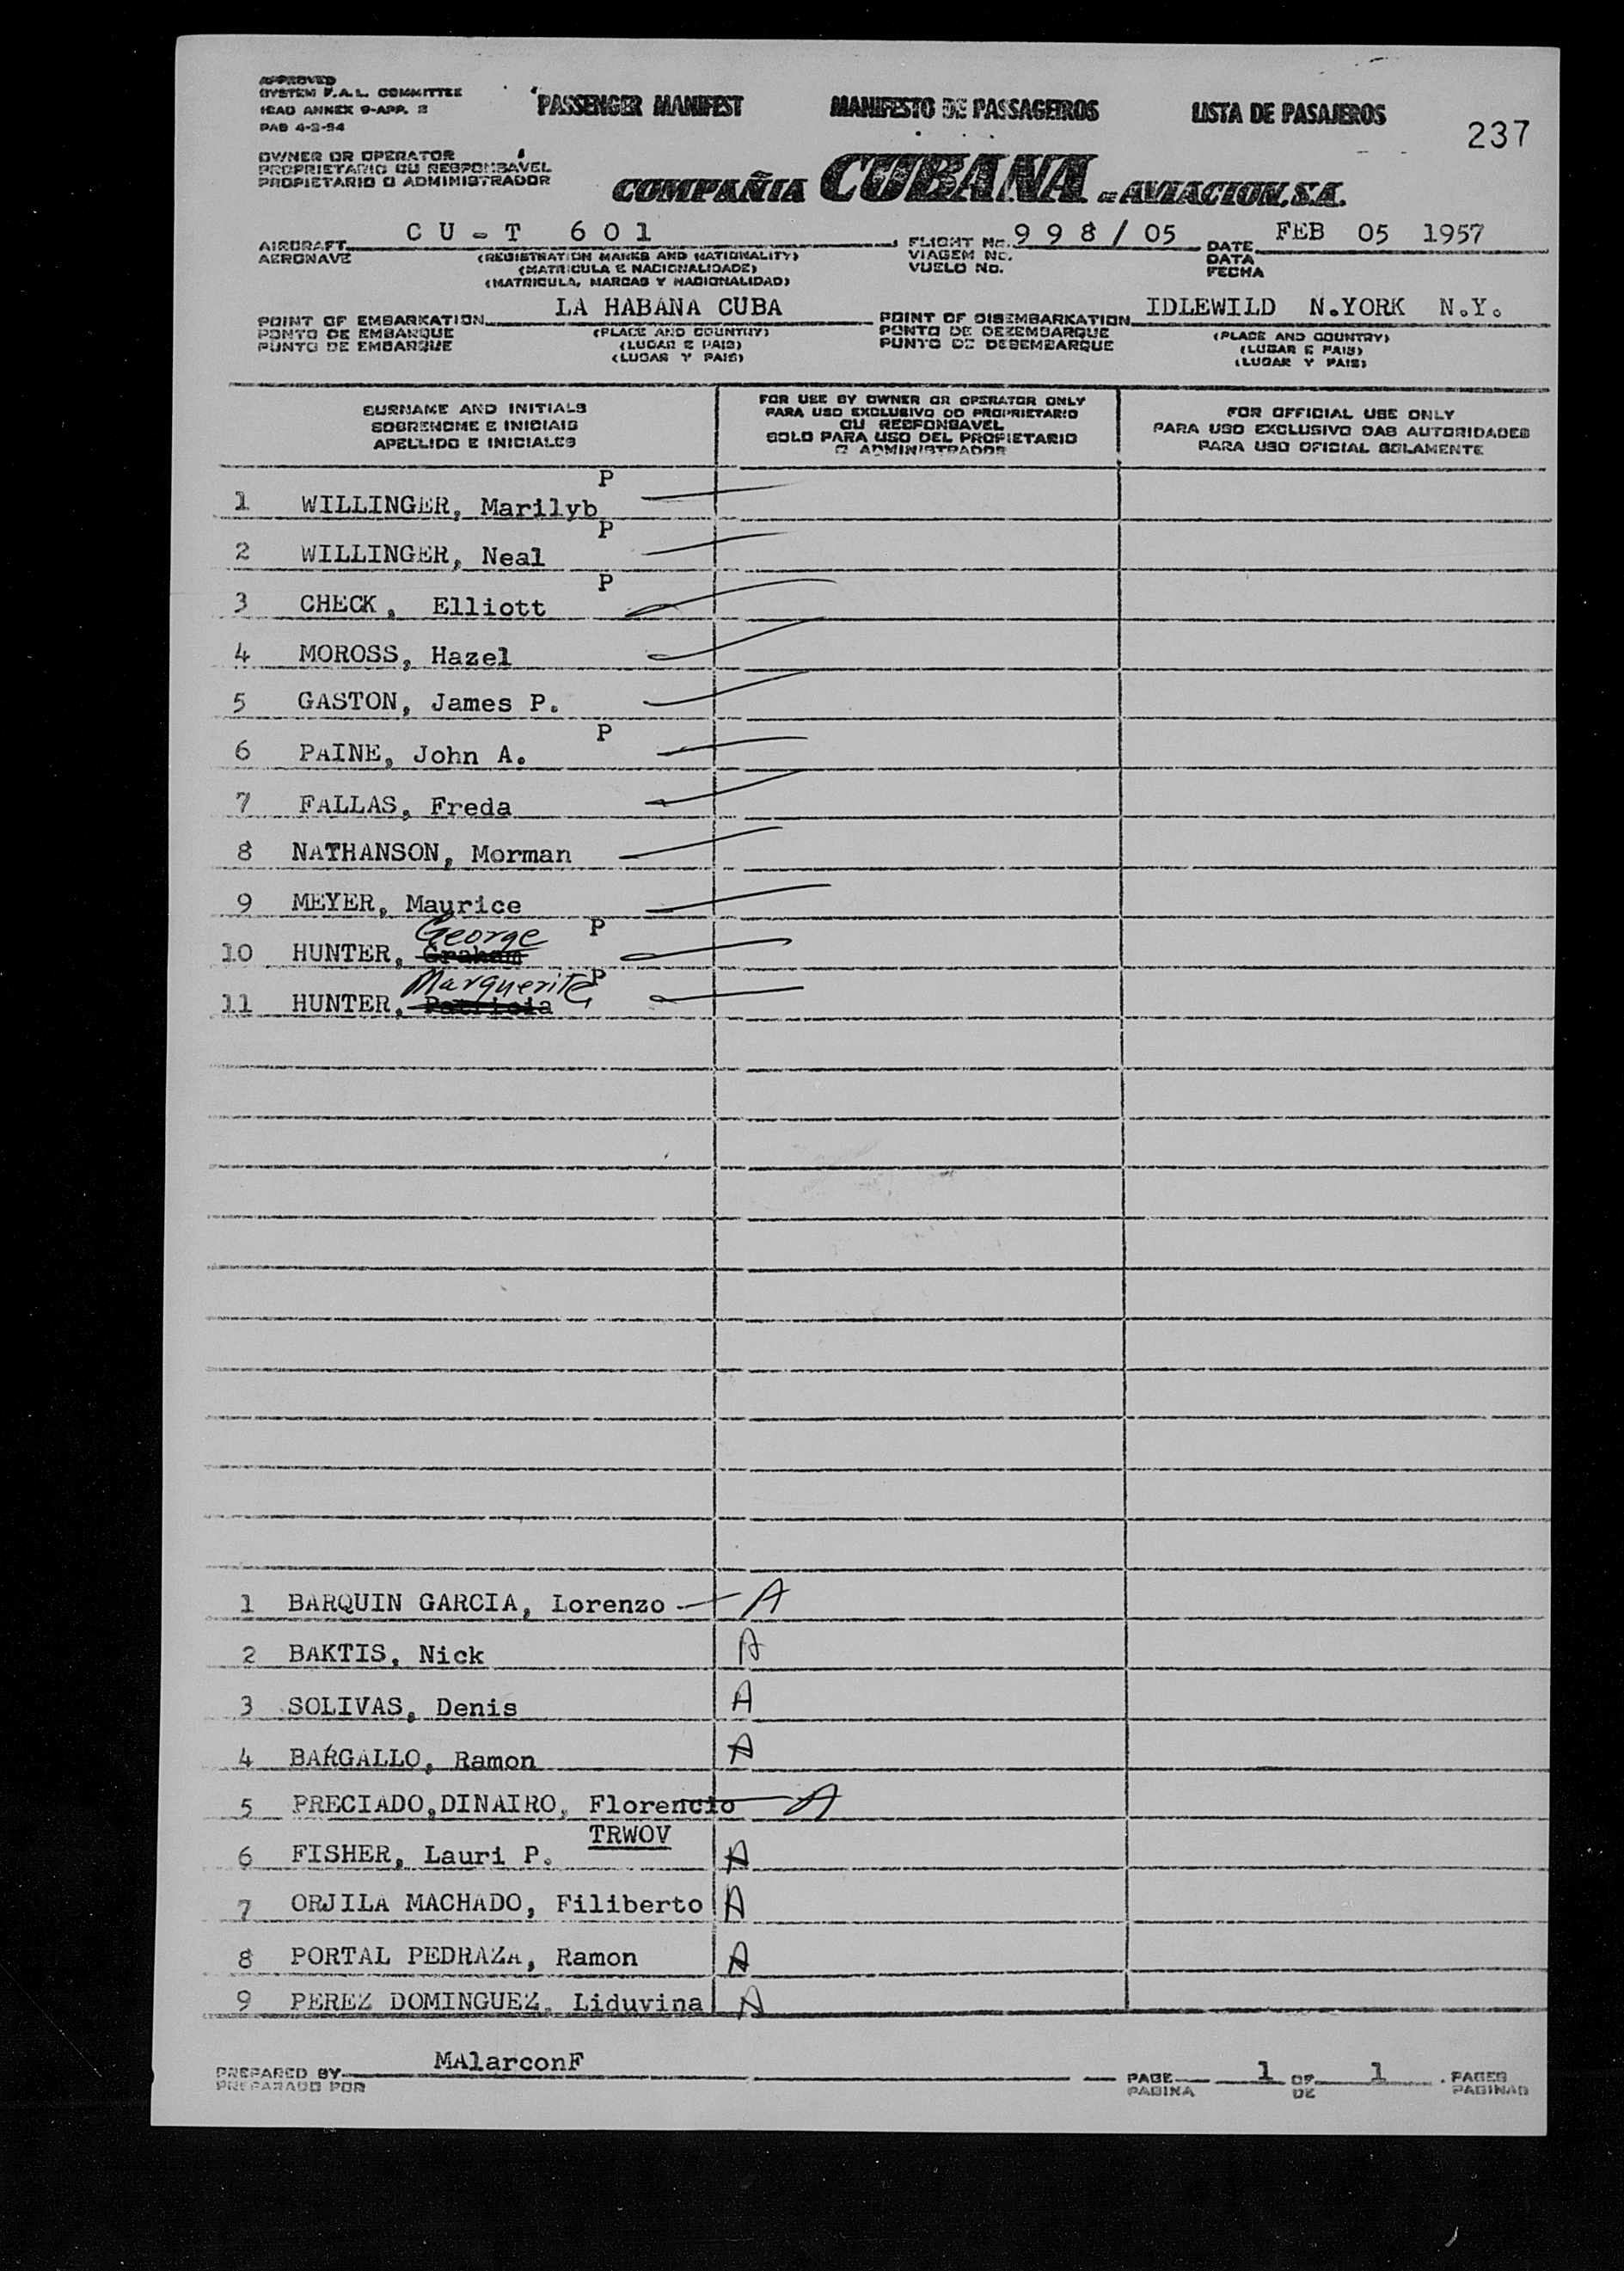 APPROVED
SYSTEM F.A.L. COMMITTEE
ICAO ANNEX 9-APP. 2
PAB 4-2-54
PASSENGER MANIFEST MANIFESTO DE PASSAGEIROS LISTA DE PASAJEROS
237
OWNER OR OPERATOR
PROPRIETARIO OU RESPONSAVEL
PROPIETARIO O ADMINISTRADOR
COMPAÑIA CUBANA DE AVIACION, S.A.
AIRCRAFT CU-T 601 FLIGHT No. 998/05 DATE FEB 05 1957
AERONAVE (REGISTRATION MARKS AND NATIONALITY) VIAGEM No. DATA
(MATRICULA E NACIONALIDADE) VUELO No. FECHA
(MATRICULA, MARCAS Y NACIONALIDAD)
POINT OF EMBARKATION LA HABANA CUBA POINT OF DISEMBARKATION IDLEWILD N.YORK N.Y.
PONTO DE EMBARQUE (PLACE AND COUNTRY) PONTO DE DEZEMBARQUE (PLACE AND COUNTRY)
PUNTO DE EMBARQUE (LUGAR E PAIS) PUNTO DE DESEMBARQUE (LUGAR E PAIS)
(LUGAR Y PAIS) (LUGAR Y PAIS)
SURNAME AND INITIALS
SOBRENOME E INICIAIS
APELLIDO E INICIALES
FOR USE BY OWNER OR OPERATOR ONLY
PARA USO EXCLUSIVO DO PROPRIETARIO
OU RESPONSAVEL
SOLO PARA USO DEL PROPIETARIO
O ADMINISTRADOR
FOR OFFICIAL USE ONLY
PARA USO EXCLUSIVO DAS AUTORIDADES
PARA USO OFICIAL SOLAMENTE
P
1 WILLINGER, Marilyb
P
2 WILLINGER, Neal
P
3 CHECK, Elliott
4 MOROSS, Hazel
5 GASTON, James P.
P
6 PAINE, John A.
7 FALLAS, Freda
8 NATHANSON, Morman
9 MEYER, Maurice
George P
10 HUNTER, Graham
Marguerite P
11 HUNTER, Patricia
1 BARQUIN GARCIA, Lorenzo A
2 BAKTIS, Nick A
3 SOLIVAS, Denis A
4 BARGALLO, Ramon A
5 PRECIADO,DINAIRO, Florencio A
TRWOV
6 FISHER, Lauri P. A
7 ORJILA MACHADO, Filiberto A
8 PORTAL PEDRAZA, Ramon A
9 PEREZ DOMINGUEZ, Liduvina A
PREPARED BY MAlarconF PAGE 1 OF 1 PAGES
PREPARADO POR PAGINA DE PAGINAS